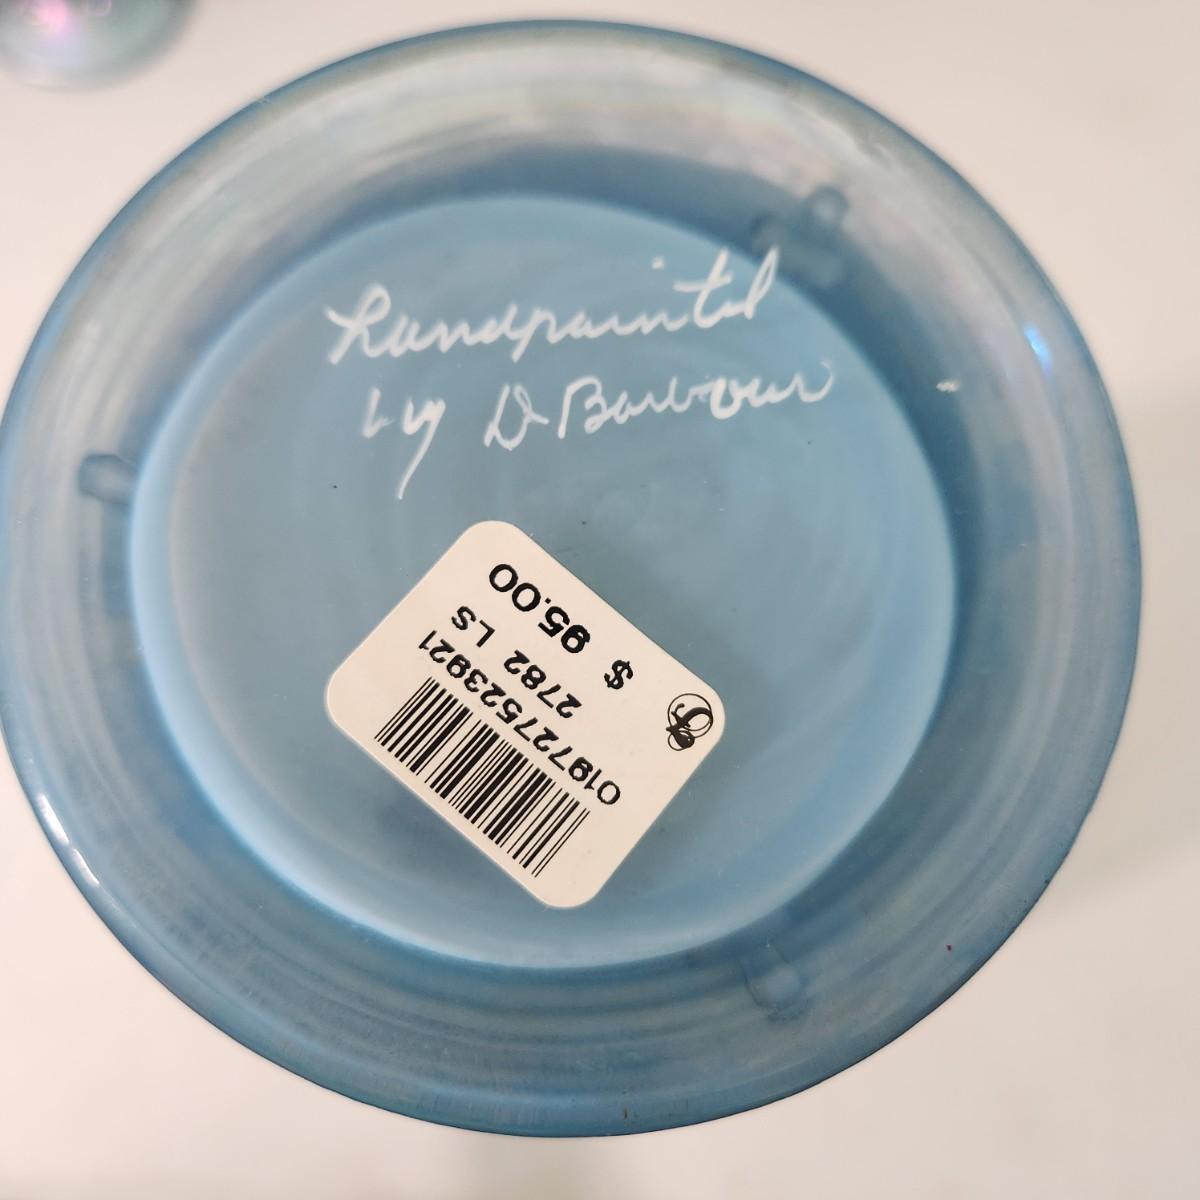 handpainted
by D Barbour
$ 95.00
2782 LS
019727523921